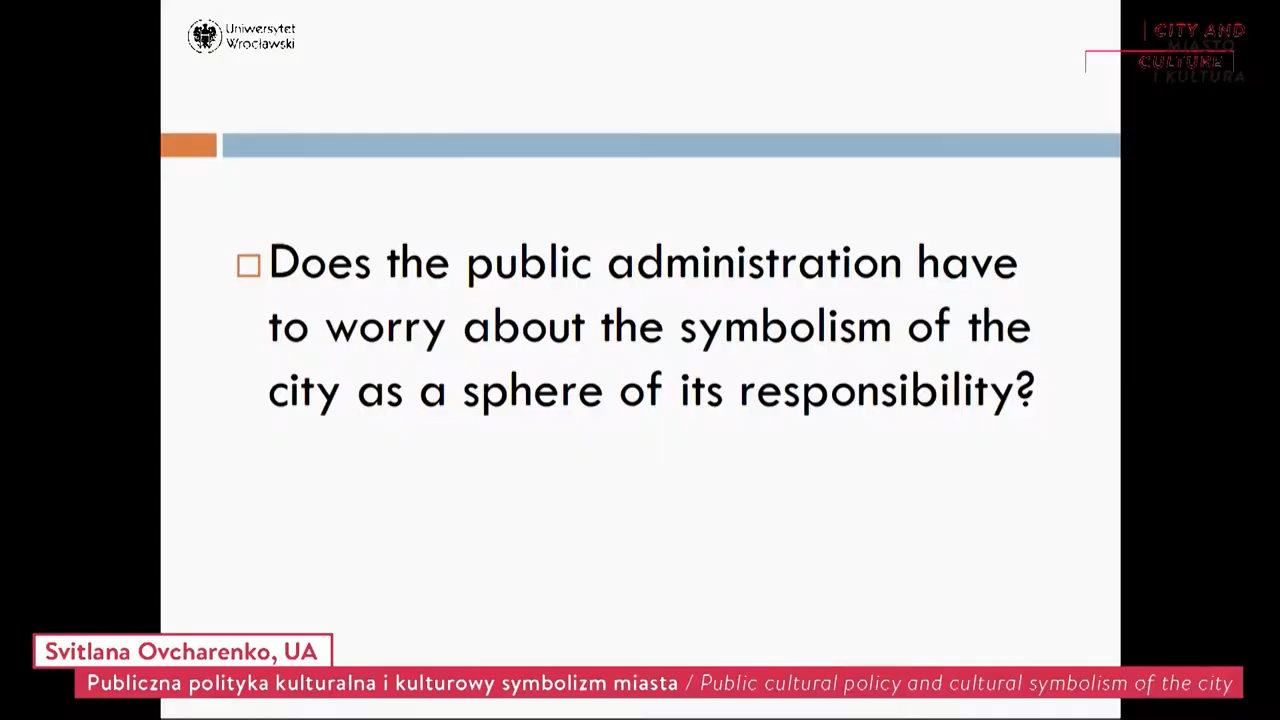 Uniwersytet
Wrocławski
CITY AND
MIASTO
CULTURE
I KULTURA
Does the public administration have
to worry about the symbolism of the
city as a sphere of its responsibility?
Svitlana Ovcharenko, UA
Publiczna polityka kulturalna i kulturowy symbolizm miasta / Public cultural policy and cultural symbolism of the city